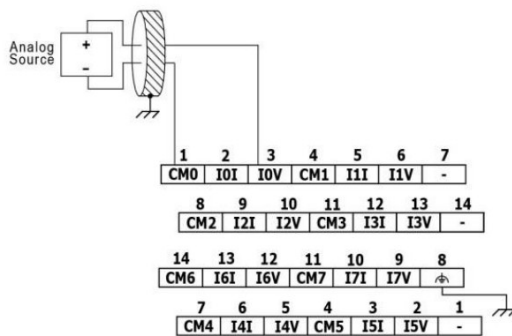 Analog
Source
+
-
1 2 3 4 5 6 7
CM0 I0I I0V CM1 I1I I1V -
8 9 10 11 12 13 14
CM2 I2I I2V CM3 I3I I3V -
14 13 12 11 10 9 8
CM6 I6I I6V CM7 I7I I7V
7 6 5 4 3 2 1
CM4 I4I I4V CM5 I5I I5V -